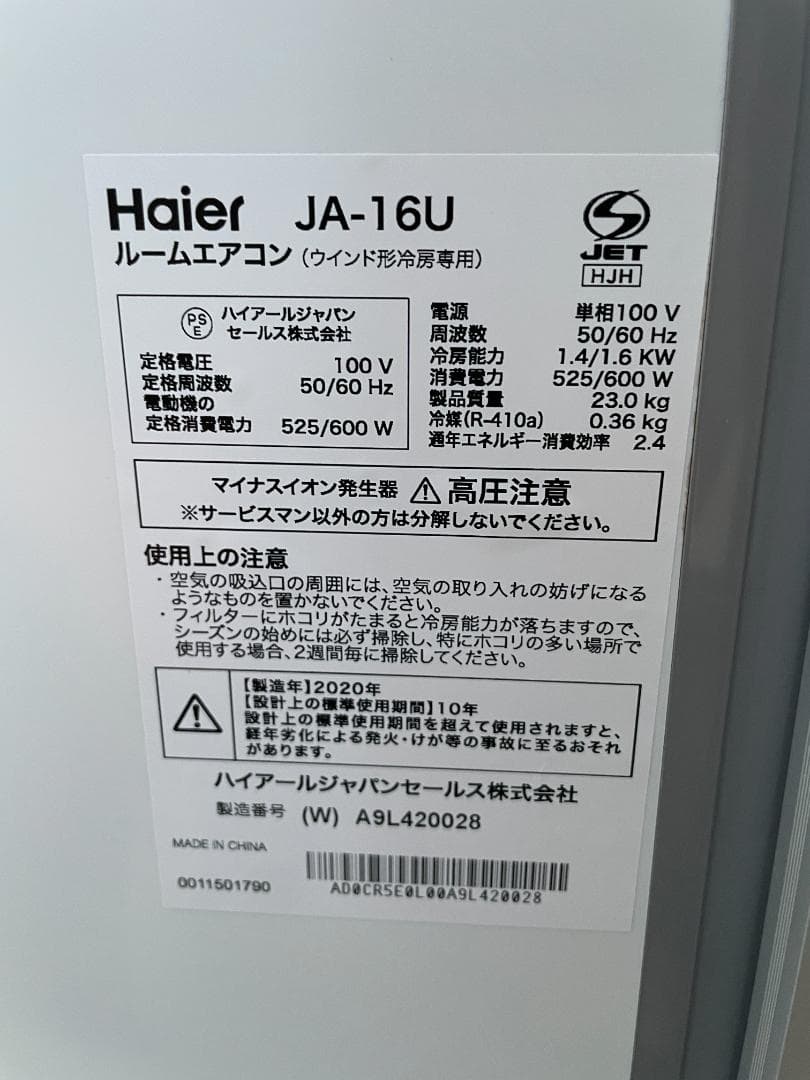 Haier JA-16U
ルームエアコン（ウインド形冷房専用）
JET
HJH
PS
E
ハイアールジャパン
セールス株式会社
定格電圧 100 V
定格周波数 50/60 Hz
電動機の
定格消費電力 525/600 W
電源 単相100 V
周波数 50/60 Hz
冷房能力 1.4/1.6 KW
消費電力 525/600 W
製品質量 23.0 kg
冷媒(R-410a) 0.36 kg
通年エネルギー消費効率 2.4
マイナスイオン発生器 高圧注意
※サービスマン以外の方は分解しないでください。
使用上の注意
・空気の吸込口の周囲には、空気の取り入れの妨げになる
ようなものを置かないでください。
・フィルターにホコリがたまると冷房能力が落ちますので、
シーズンの始めには必ず掃除し、特にホコリの多い場所で
使用する場合、2週間毎に掃除してください。
【製造年】2020年
【設計上の標準使用期間】10年
設計上の標準使用期間を超えて使用されますと、
経年劣化による発火・けが等の事故に至るおそれ
があります。
ハイアールジャパンセールス株式会社
製造番号 (W) A9L420028
MADE IN CHINA
0011501790
AD0CR5E0L00A9L420028